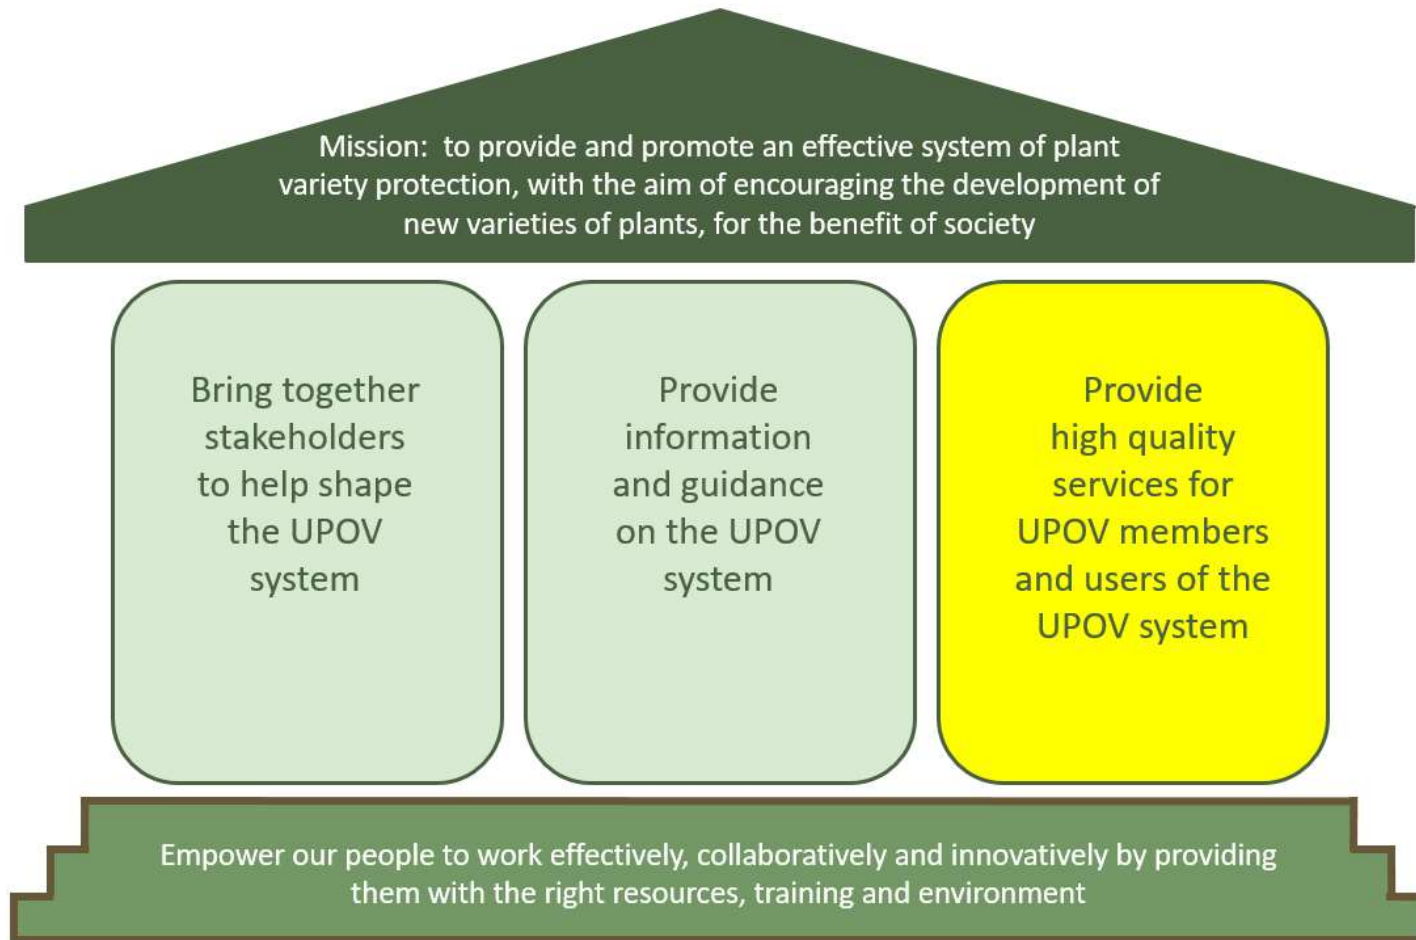 Mission:  to provide and promote an effective system of plant
variety protection, with the aim of encouraging the development of
new varieties of plants, for the benefit of society
Bring together
stakeholders
to help shape
the UPOV
system
Provide
information
and guidance
on the UPOV
system
Provide
high quality
services for
UPOV members
and users of the
UPOV system
Empower our people to work effectively, collaboratively and innovatively by providing
them with the right resources, training and environment